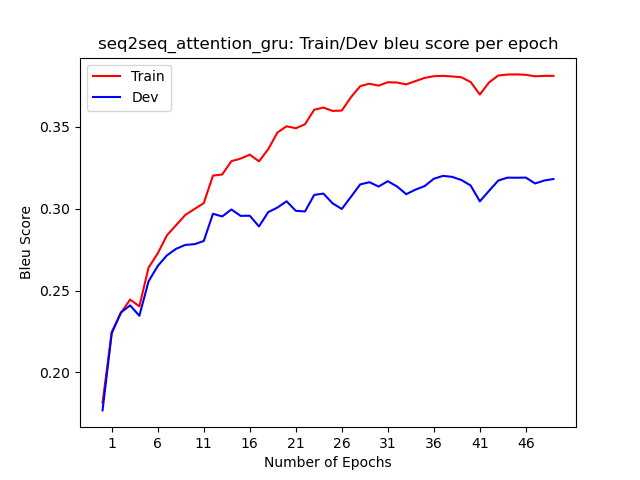 seq2seq_attention_gru: Train/Dev bleu score per epoch
Train
Dev
0.35
0.30
0.25
0.20
Bleu Score
1 6 11 16 21 26 31 36 41 46
Number of Epochs